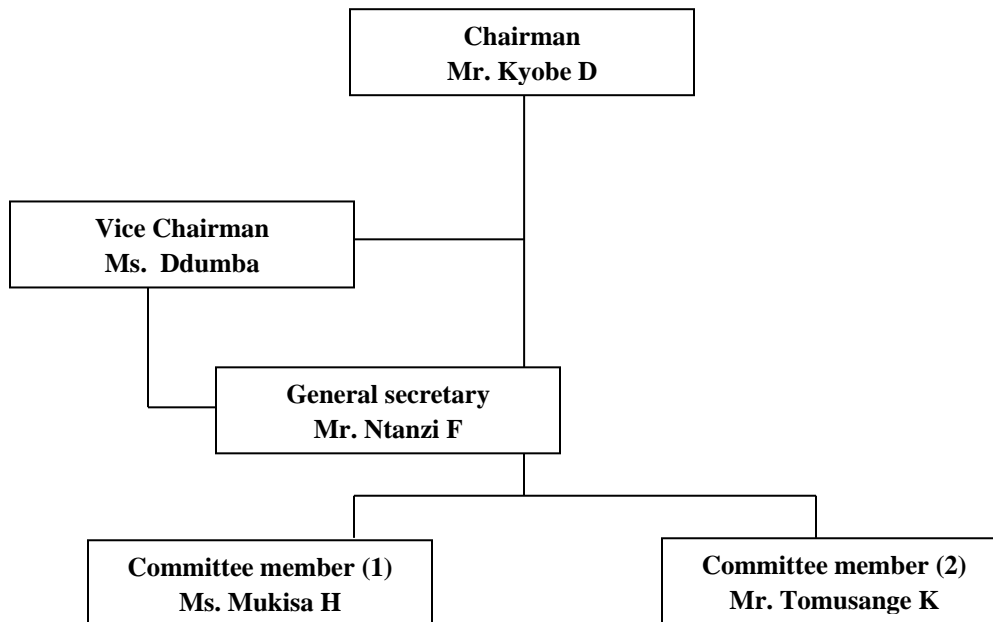 Chairman
Mr. Kyobe D
Vice Chairman
Ms. Ddumba
General secretary
Mr. Ntanzi F
Committee member (1)
Ms. Mukisa H
Committee member (2)
Mr. Tomusange K